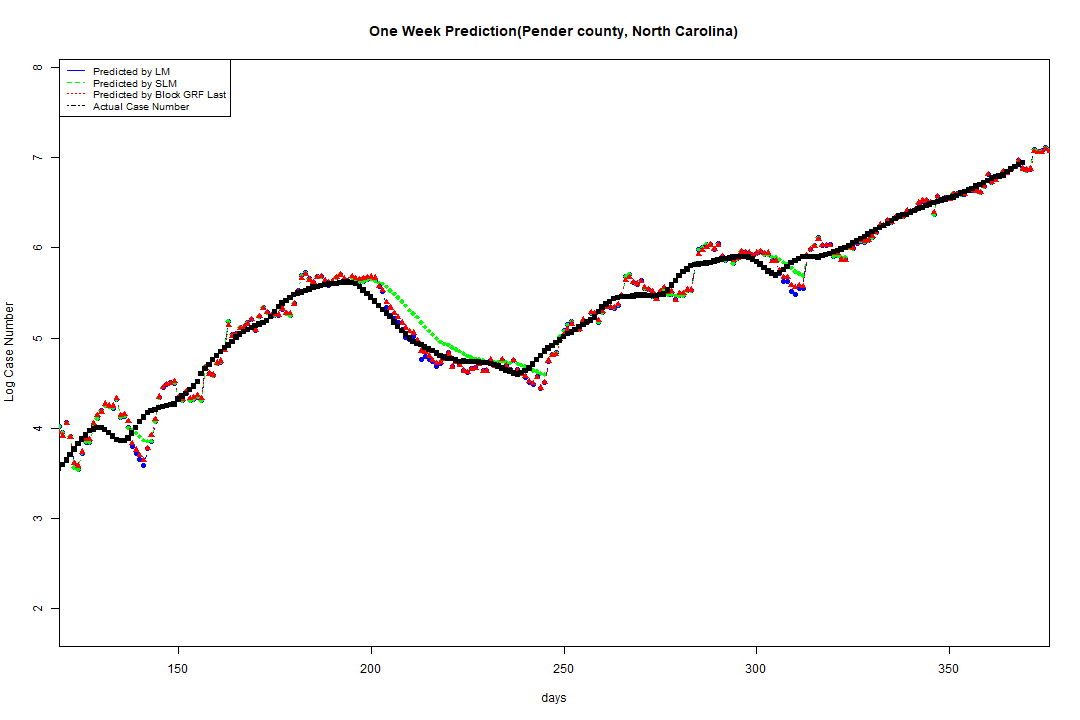 One Week Prediction(Pender county, North Carolina)
Predicted by LM
Predicted by SLM
Predicted by Block GRF Last
Actual Case Number
8
7
6
5
4
3
2
Log Case Number
150 200 250 300 350
days